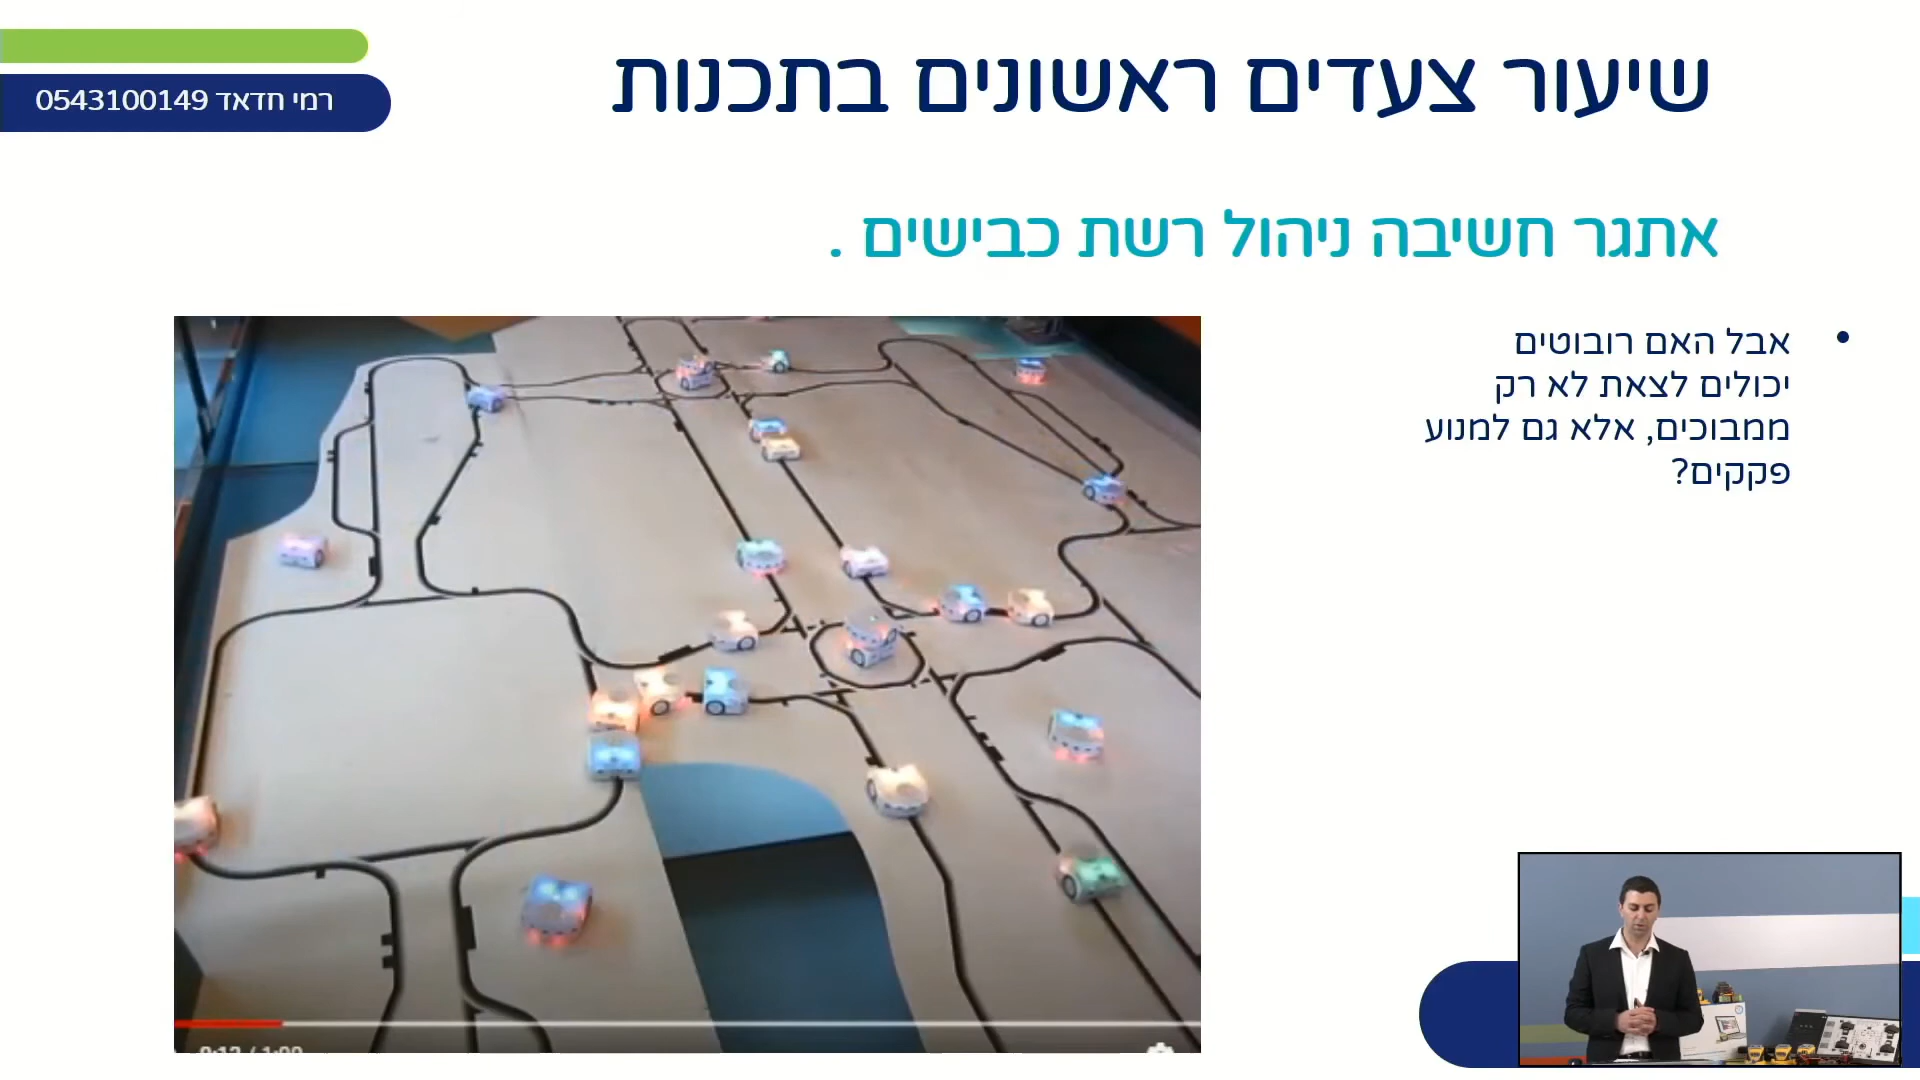 שיעור צעדים ראשונים בתכנות
רמי חדאד 0543100149
אתגר חשיבה ניהול רשת כבישים .
• אבל האם רובוטים
יכולים לצאת לא רק
ממבוכים, אלא גם למנוע
פקקים?